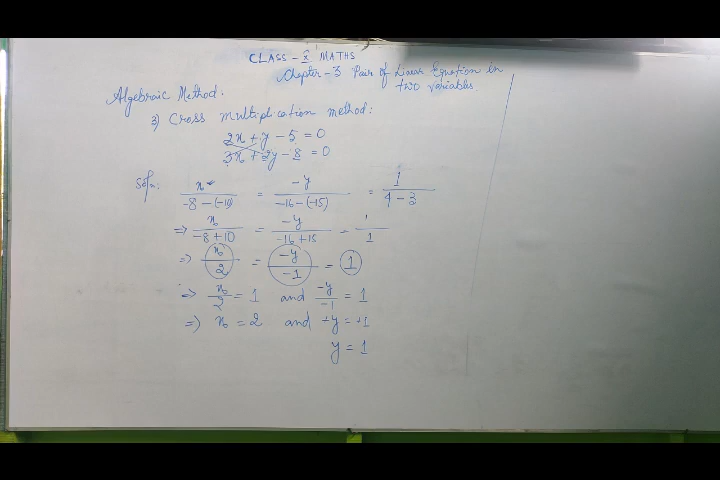 CLASS - X MATHS
Chapter - 3 Pair of Linear Equation in
two variables.
Algebraic Method.
3) Cross multiplication method:
2x + y - 5 = 0
3x + 2y - 8 = 0
Soln. x/(-8-(-10)) = -y/(-16-(-15)) = 1/(4-3)
=> x/(-8+10) = -y/(-16+15) = 1/1
=> x/2 = -y/-1 = 1
=> x/2 = 1 and -y/-1 = 1
=> x = 2 and +y = +1
y = 1